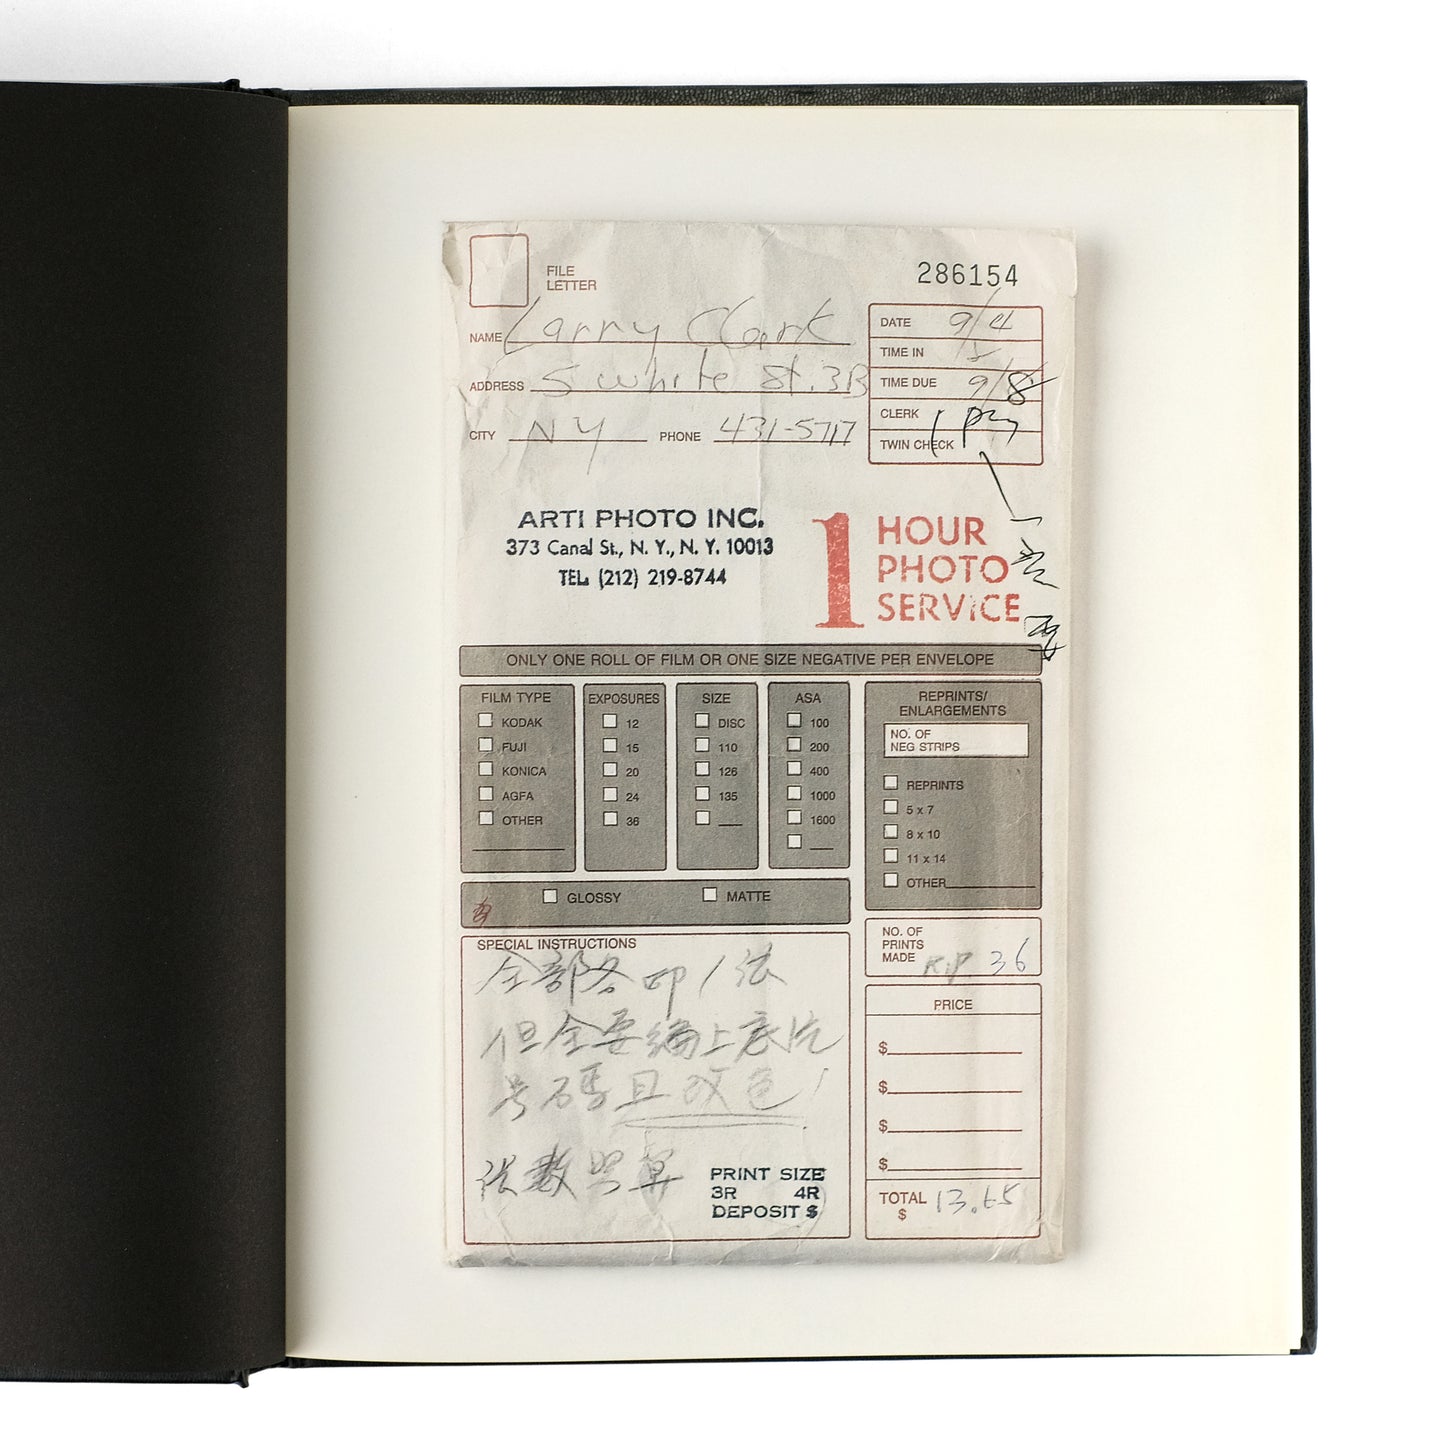 FILE
LETTER
286154
NAME Larry Clark
ADDRESS 5 white St. 3B
CITY NY PHONE 431-5717
DATE 9/4
TIME IN
TIME DUE 9/8
CLERK
TWIN CHECK
ARTI PHOTO INC.
373 Canal St., N. Y., N. Y. 10013
TEL. (212) 219-8744
1 HOUR
PHOTO
SERVICE
ONLY ONE ROLL OF FILM OR ONE SIZE NEGATIVE PER ENVELOPE
FILM TYPE
KODAK
FUJI
KONICA
AGFA
OTHER
EXPOSURES
12
15
20
24
36
SIZE
DISC
110
126
135
ASA
100
200
400
1000
1600
REPRINTS/
ENLARGEMENTS
NO. OF
NEG STRIPS
REPRINTS
5 x 7
8 x 10
11 x 14
OTHER
GLOSSY MATTE
SPECIAL INSTRUCTIONS
全部各印1张
但全要编上底片
号码且改色!
张数照算
PRINT SIZE
3R 4R
DEPOSIT $
NO. OF
PRINTS
MADE 36
PRICE
$
$
$
$
TOTAL 13.65
$